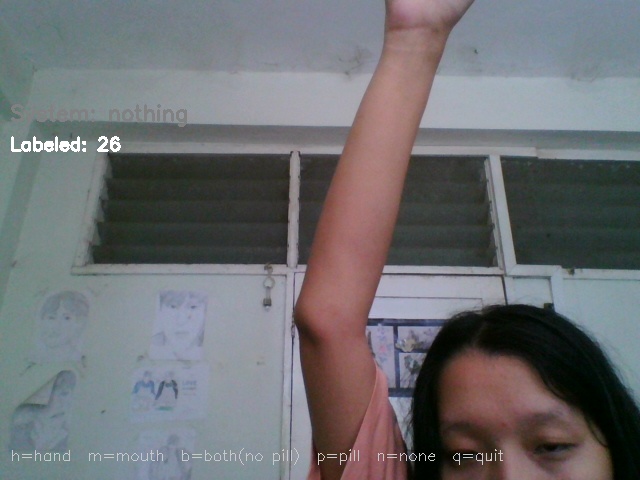 System: nothing
Labeled: 26
h=hand m=mouth b=both(no pill) p=pill n=none q=quit